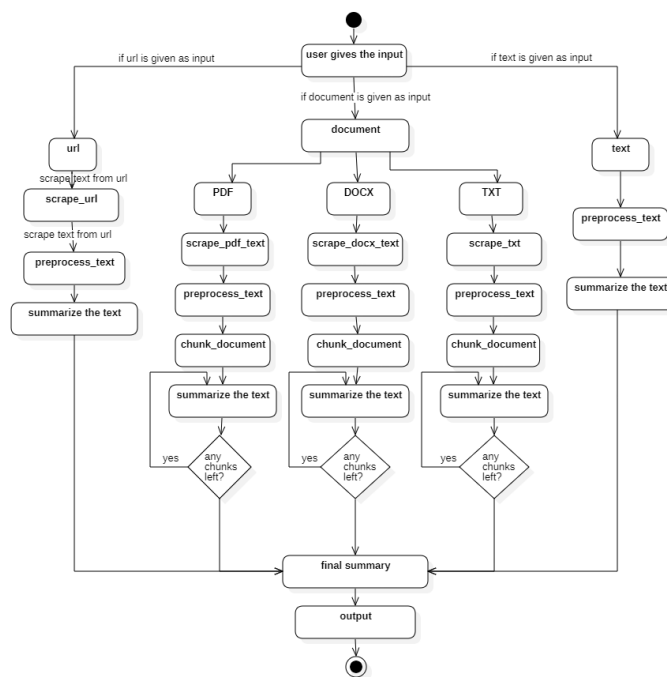 user gives the input
if url is given as input
if text is given as input
if document is given as input
document
url
text
scrape text from url
PDF
DOCX
TXT
scrape_url
preprocess_text
scrape text from url
scrape_pdf_text
scrape_docx_text
scrape_txt
preprocess_text
summarize the text
preprocess_text
preprocess_text
preprocess_text
summarize the text
chunk_document
chunk_document
chunk_document
summarize the text
summarize the text
summarize the text
yes
any
chunks
left?
yes
any
chunks
left?
yes
any
chunks
left?
final summary
output